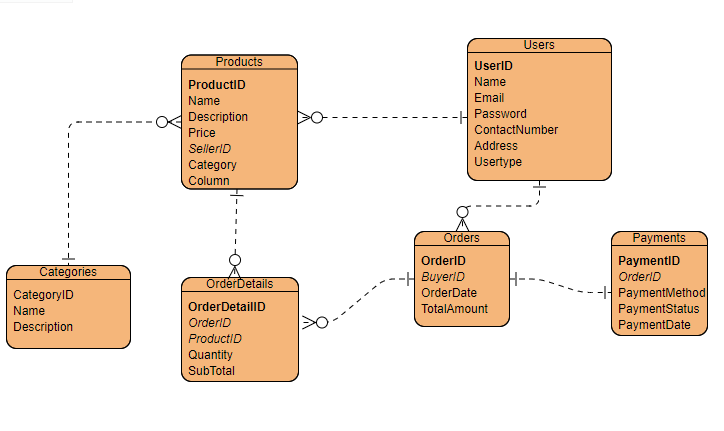 Products
ProductID
Name
Description
Price
SellerID
Category
Column
Users
UserID
Name
Email
Password
ContactNumber
Address
Usertype
Categories
CategoryID
Name
Description
OrderDetails
OrderDetailID
OrderID
ProductID
Quantity
SubTotal
Orders
OrderID
BuyerID
OrderDate
TotalAmount
Payments
PaymentID
OrderID
PaymentMethod
PaymentStatus
PaymentDate